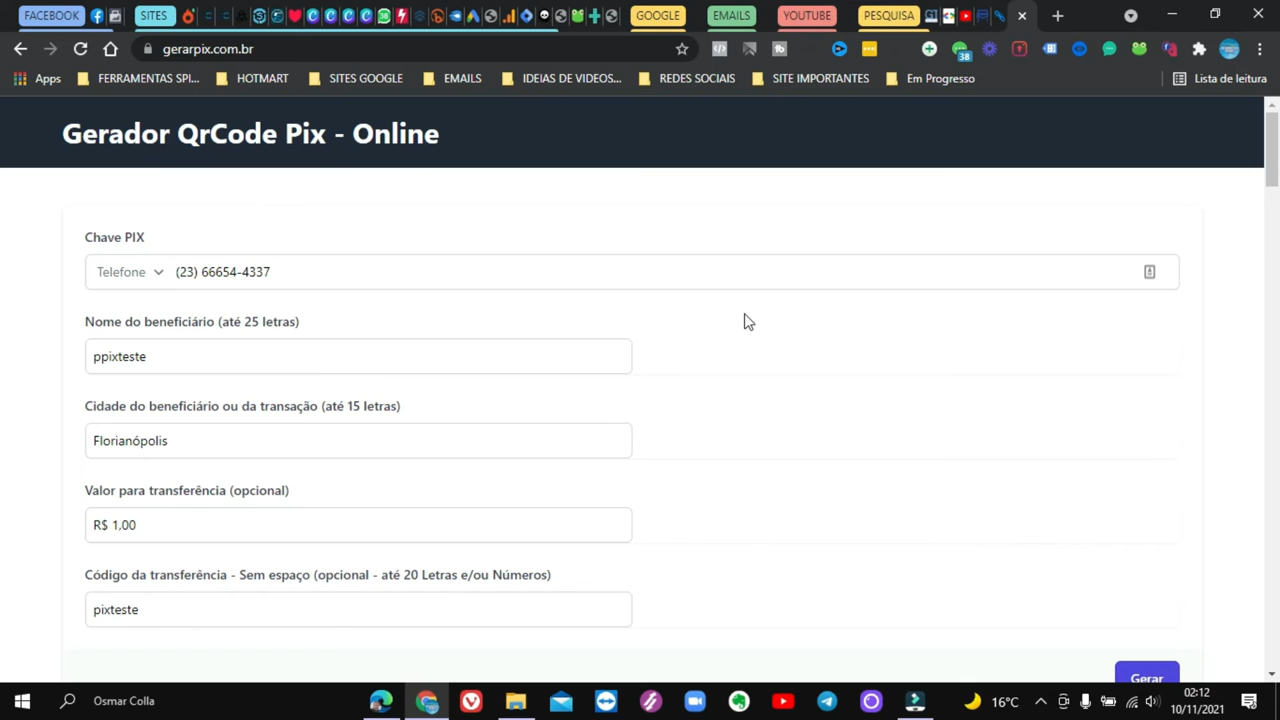 FACEBOOK SITES GOOGLE EMAILS YOUTUBE PESQUISA
gerarpix.com.br
38
Apps FERRAMENTAS SPI... HOTMART SITES GOOGLE EMAILS IDEIAS DE VIDEOS... REDES SOCIAIS SITE IMPORTANTES Em Progresso Lista de leitura
Gerador QrCode Pix - Online
Chave PIX
Telefone (23) 66654-4337
Nome do beneficiário (até 25 letras)
ppixteste
Cidade do beneficiário ou da transação (até 15 letras)
Florianópolis
Valor para transferência (opcional)
R$ 1,00
Código da transferência - Sem espaço (opcional - até 20 Letras e/ou Números)
pixteste
Gerar
Osmar Colla
16°C
02:12
10/11/2021